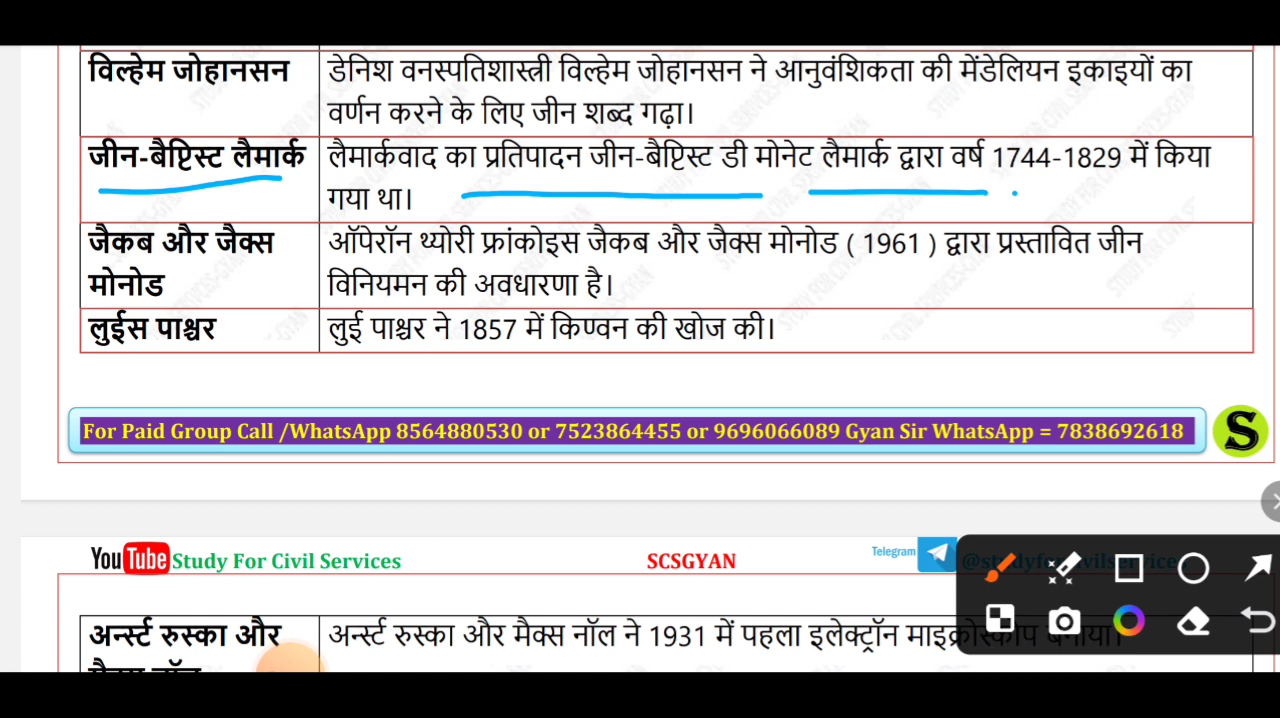 विल्हेम जोहानसन
डेनिश वनस्पतिशास्त्री विल्हेम जोहानसन ने आनुवंशिकता की मेंडेलियन इकाइयों का
वर्णन करने के लिए जीन शब्द गढ़ा।
जीन-बैप्टिस्ट लैमार्क
लैमार्कवाद का प्रतिपादन जीन-बैप्टिस्ट डी मोनेट लैमार्क द्वारा वर्ष 1744-1829 में किया
गया था।
जैकब और जैक्स
मोनोड
ऑपेरॉन थ्योरी फ्रांकोइस जैकब और जैक्स मोनोड ( 1961 ) द्वारा प्रस्तावित जीन
विनियमन की अवधारणा है।
लुईस पाश्चर
लुई पाश्चर ने 1857 में किण्वन की खोज की।
For Paid Group Call /WhatsApp 8564880530 or 7523864455 or 9696066089 Gyan Sir WhatsApp = 7838692618
S
YouTube Study For Civil Services
SCSGYAN
Telegram
@studyforcivilservices
अर्न्स्ट रुस्का और
अर्न्स्ट रुस्का और मैक्स नॉल ने 1931 में पहला इलेक्ट्रॉन माइक्रोस्कोप बनाया।